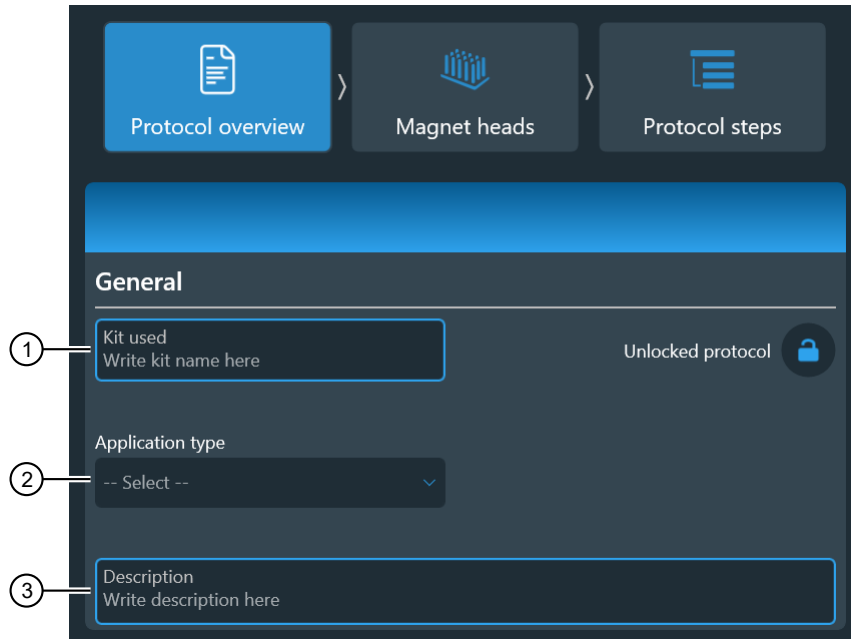 Protocol overview
Magnet heads
Protocol steps
General
1
Kit used
Write kit name here
Unlocked protocol
Application type
2
-- Select --
3
Description
Write description here